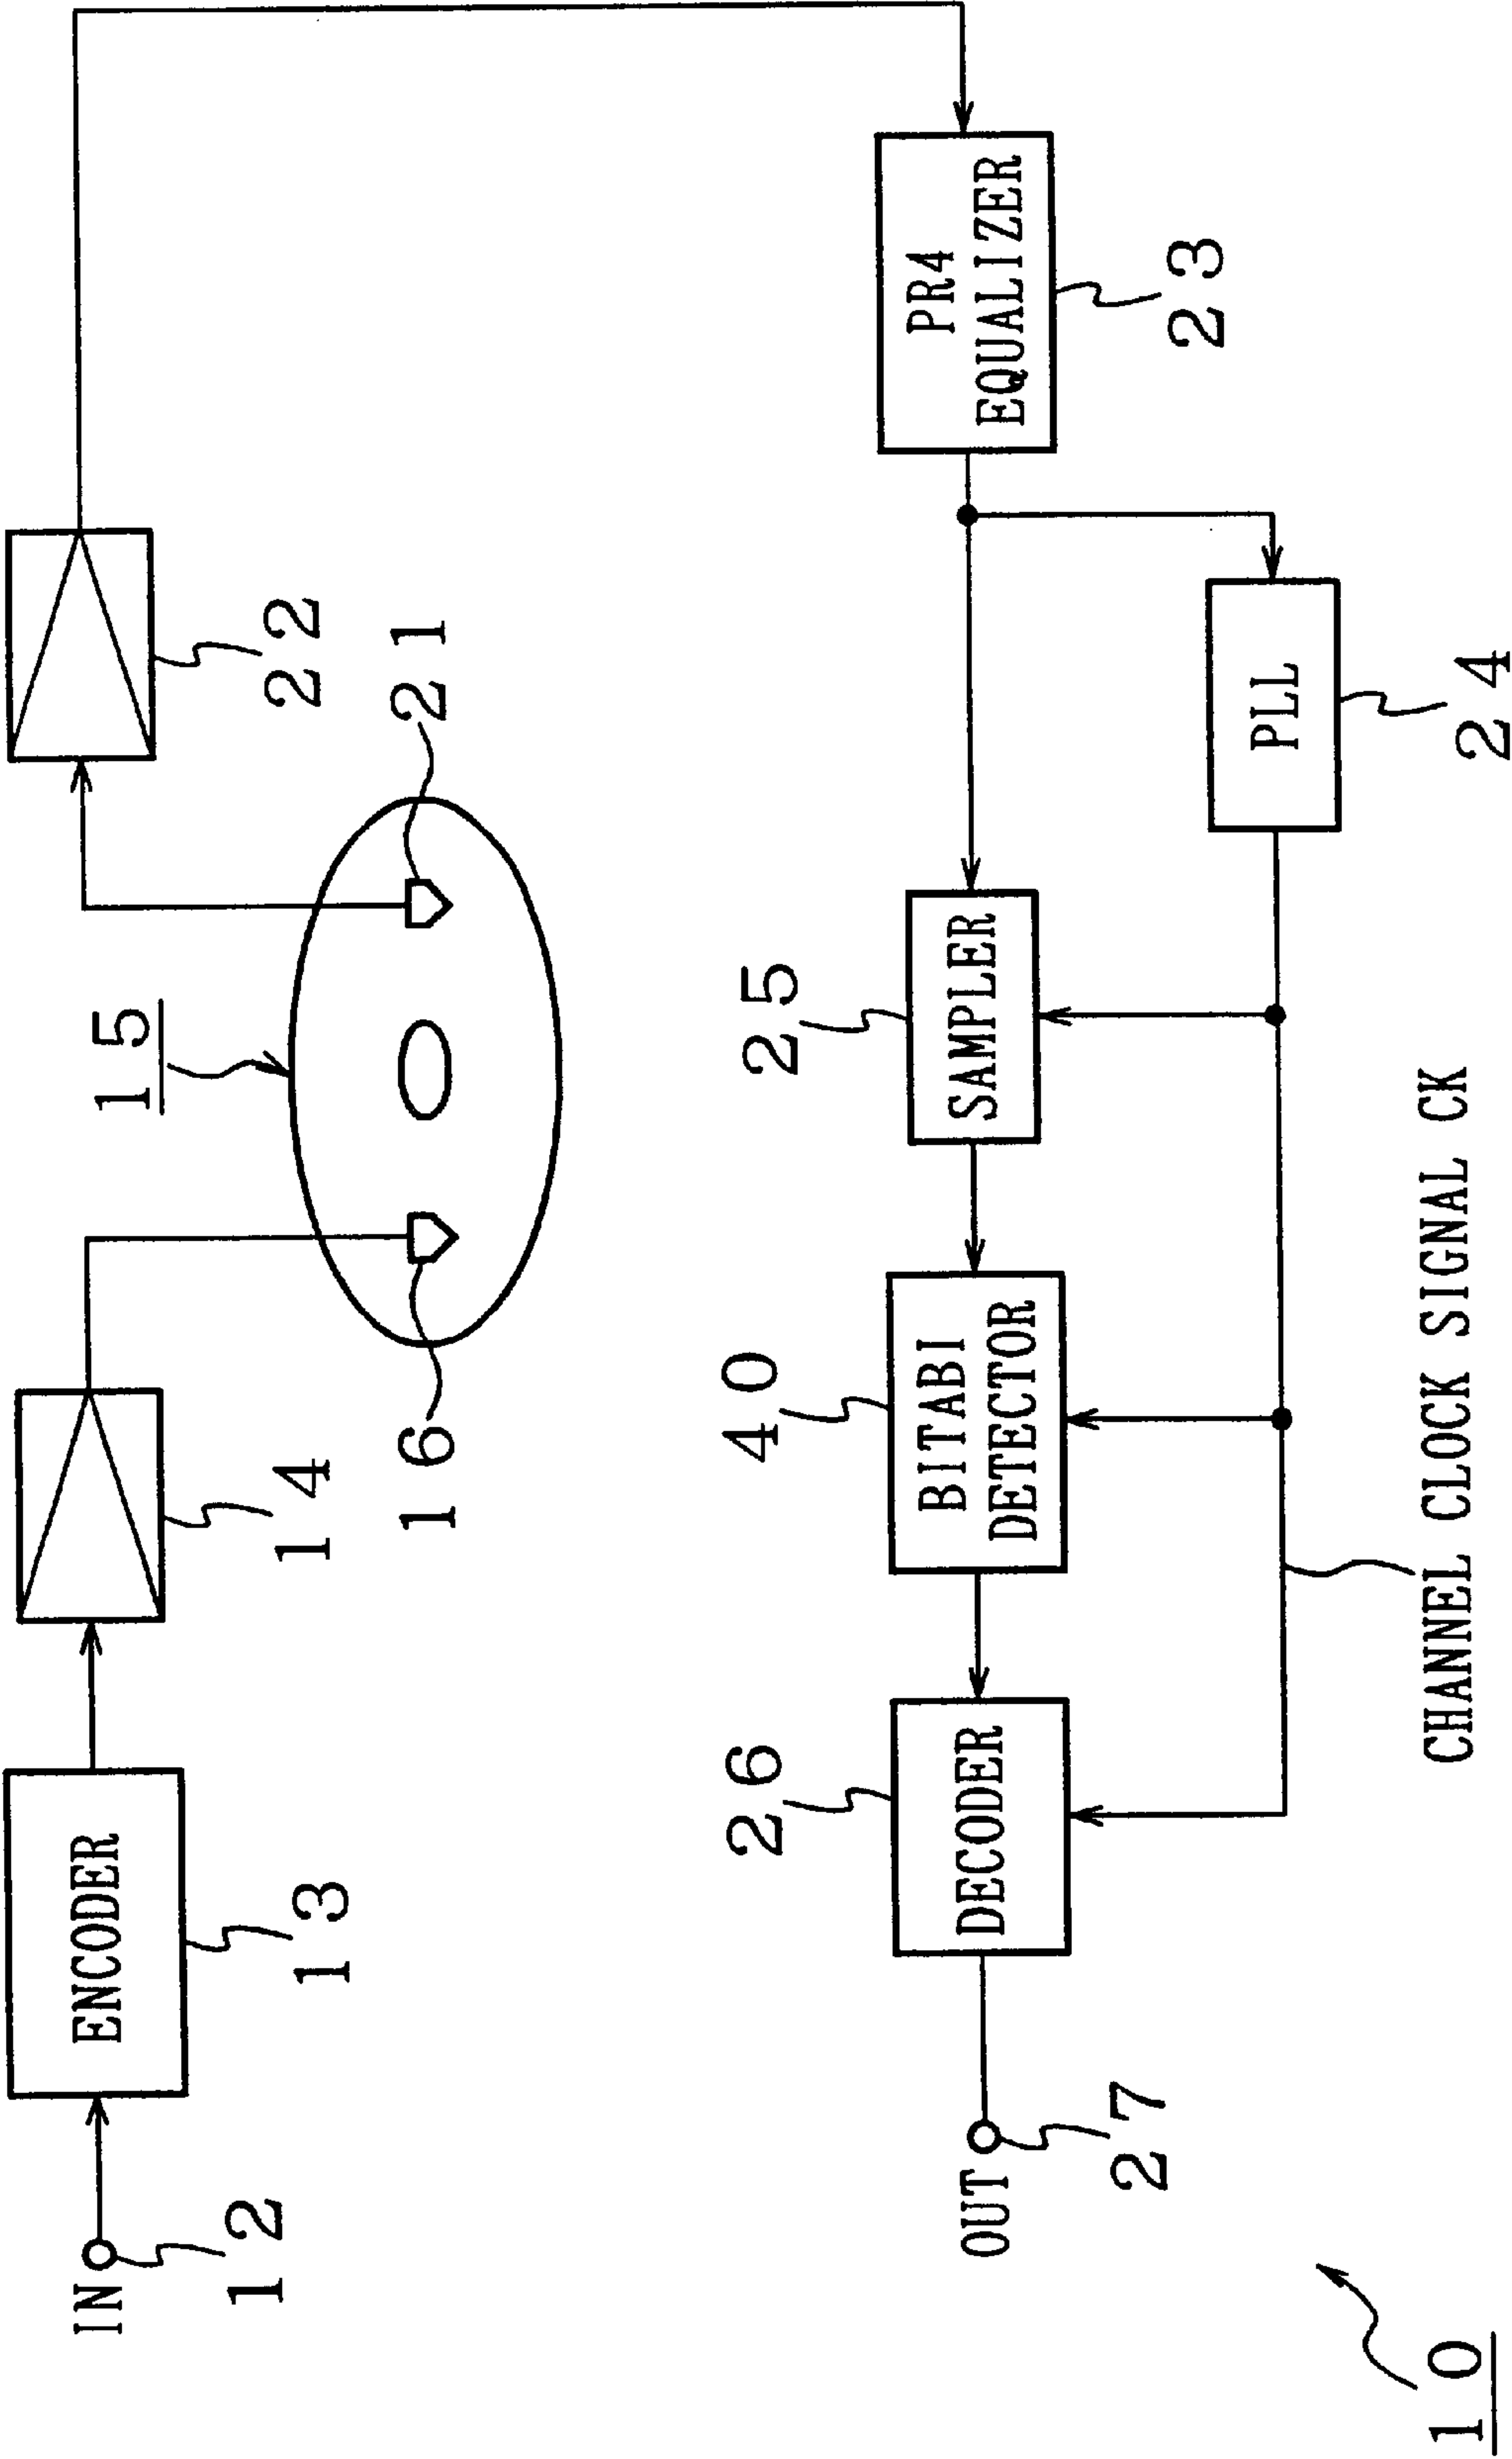 IN
12
ENCODER
13
14
16
15
21
22
OUT
27
DECODER
26
BITABI
DETECTOR
40
SAMPLER
25
PR4
EQUALIZER
23
PLL
24
CHANNEL CLOCK SIGNAL CK
10